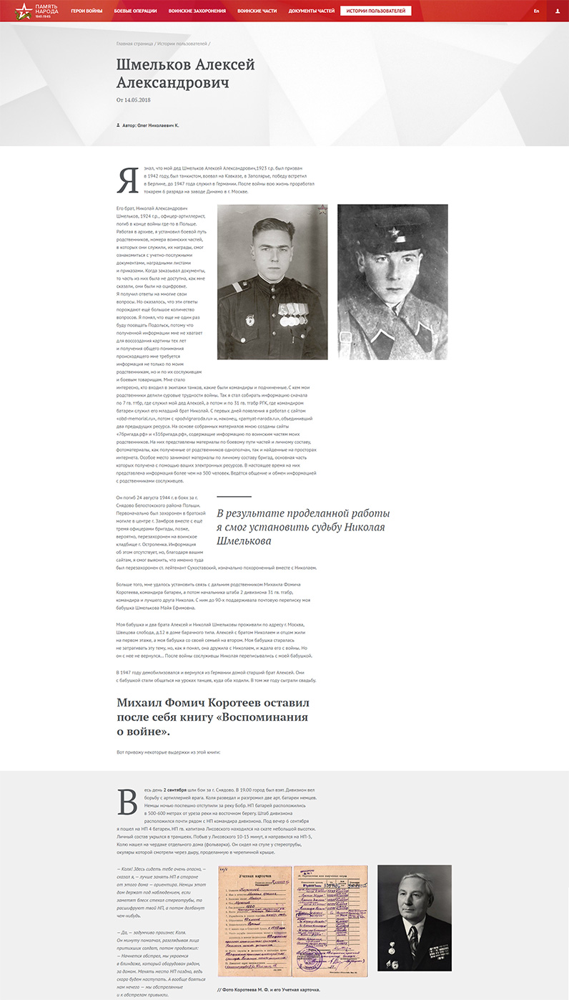 ПАМЯТЬ
НАРОДА
1941-1945
ГЕРОИ ВОЙНЫ
БОЕВЫЕ ОПЕРАЦИИ
ВОИНСКИЕ ЗАХОРОНЕНИЯ
ВОИНСКИЕ ЧАСТИ
ДОКУМЕНТЫ ЧАСТЕЙ
ИСТОРИИ ПОЛЬЗОВАТЕЛЕЙ
En
Главная страница / Истории пользователей /
Шмельков Алексей
Александрович
От 14.05.2018
Автор: Олег Николаевич К.
Я знал, что мой дед Шмельков Алексей Александрович,1923 г.р. был призван
в 1942 году, был танкистом, воевал на Кавказе, в Заполярье, победу встретил
в Берлине, до 1947 года служил в Германии. После войны всю жизнь проработал
токарем 6 разряда на заводе Динамо в г. Москве.
Его брат, Николай Александрович
Шмельков, 1924 г.р., офицер-артиллерист,
погиб в конце войны где-то в Польше.
Работая в архиве, я установил боевой путь
родственников, номера воинских частей,
в которых они служили, их награды, смог
ознакомиться с учетно-послужными
документами, наградными листами
и приказами. Когда заказывал документы,
то часть из них была не доступна, как мне
сказали, они были на оцифровке.
Я получил ответы на многие свои
вопросы. Но оказалось, что эти ответы
порождают ещё большое количество
вопросов. Я понял, что еще не один раз
буду посещать Подольск, потому что
полученной информации мне не хватает
для воссоздания картины тех лет
и получения общего понимания
происходящего мне требуется
информация не только по моим
родственникам, но и по их сослуживцам
и боевым товарищам. Мне стало
интересно, кто входил в экипажи танков, какие были командиры и подчиненные. С кем мои
родственники делили суровые трудности войны. Так я стал собирать информацию сначала
по 7 гв. ттбр, где служил мой дед Алексей, а потом и по 31 гв. тгабр РГК, где командиром
батареи служил его младший брат Николай. С первых дней появления я работал с сайтом
«obd-memorial.ru», потом с «podvignaroda.ru» и, наконец, «pamyat-naroda.ru», объединивший
два предыдущих ресурса. На основе собранных материалов мною созданы сайты
«7бригада.рф» и «31бригада.рф», содержащие информацию по воинским частям моих
родственников. На них представлены материалы по боевому пути частей и личному составу,
фотоматериалы, как полученные от родственников однополчан, так и найденные на просторах
интернета. Особое место занимают материалы по личному составу бригад, основная часть
которых получена с помощью ваших электронных ресурсов. В настоящее время на них
представлена информация более чем на 500 человек. Ведётся общение и обмен информацией
с родственниками сослуживцев.
Он погиб 24 августа 1944 г. в боях за г.
Снядово Белостокского района Польши.
Первоначально был захоронен в братской
могиле в центре г. Замбров вместе с ещё
тремя офицерами бригады, позже,
вероятно, перезахоронен на воинское
кладбище г. Остроленка. Информация
об этом отсутствует, но, благодаря вашим
сайтам, я смог выяснить, что именно туда
был перезахоронен ст. лейтенант Сухоставский, изначально похороненный вместе с Николаем.
В результате проделанной работы
я смог установить судьбу Николая
Шмелькова
Больше того, мне удалось установить связь с дальним родственником Михаила Фомича
Коротеева, командира батареи, а потом начальника штаба 2 дивизиона 31 гв. тгабр,
командира и лучшего друга Николая. С ним до 90-х поддерживала почтовую переписку моя
бабушка Шмелькова Майя Ефимовна.
Моя бабушка и два брата Алексей и Николай Шмельковы проживали по адресу г. Москва,
Швецова слобода, д.12 в доме барачного типа. Алексей с братом Николаем и отцом жили
на первом этаже, а моя бабушка со своей семьей на втором. Моя бабушка старалась
не затрагивать эту тему, но, как я понял, она дружила с Николаем, и ждала его с войны. Но
он с нее не вернулся... После войны сослуживцы Николая переписывались с моей бабушкой.
В 1947 году демобилизовался и вернулся из Германии домой старший брат Алексей. Они
с бабушкой стали общаться на уроках танцев, куда оба ходили. В том же году сыграли свадьбу.
Михаил Фомич Коротеев оставил
после себя книгу «Воспоминания
о войне».
Вот привожу некоторые выдержки из этой книги:
Весь день 2 сентября шли бои за г. Снядово. В 19.00 город был взят. Дивизион вел
борьбу с артиллерией врага. Коля разведал и разгромил две арт. батареи немцев.
Немцы ночью поспешно отступили за реку Бобр. НП батарей расположились
в 500-600 метрах от уреза реки на восточном берегу. Штаб дивизиона
расположился почти рядом с НП командира дивизиона. Под вечер 6 сентября
я пошел на НП 4 батареи. НП гв. капитана Лисовского находился на скате небольшой высотки.
Личный состав укрылся в траншеях. Побыв у Лисовского 10-15 минут, я направился на НП-5,
Колю нашел на чердаке отдельного дома (фольварка). Он сидел на стуле у стереотрубы,
окуляры которой смотрели через дыру, проделанную в черепичной крыше.
— Коля! Здесь сидеть тебе очень опасно, —
сказал я, — лучше занять НП в стороне
от этого дома — ориентира. Немцы этот
дом держат под наблюдением, если
заметят блеск стекол стереотрубы, то
расшифруют твой НП, а потом долбанут
чем-нибудь.
— Да, — задумчиво произнес Коля.
Он минуту помолчал, разглядывая лица
притихших солдат, потом продолжил:
— Начнется обстрел, мы укроемся
в блиндаже, который оборудован рядом,
за домом. Менять место НП поздно, ведь
скоро будем наступать. А вообще бояться
нам нечего — мы обстрелянные
и к обстрелам привыкли.
Учетная карточка
// Фото Коротеева М. Ф. и его Учетная карточка.